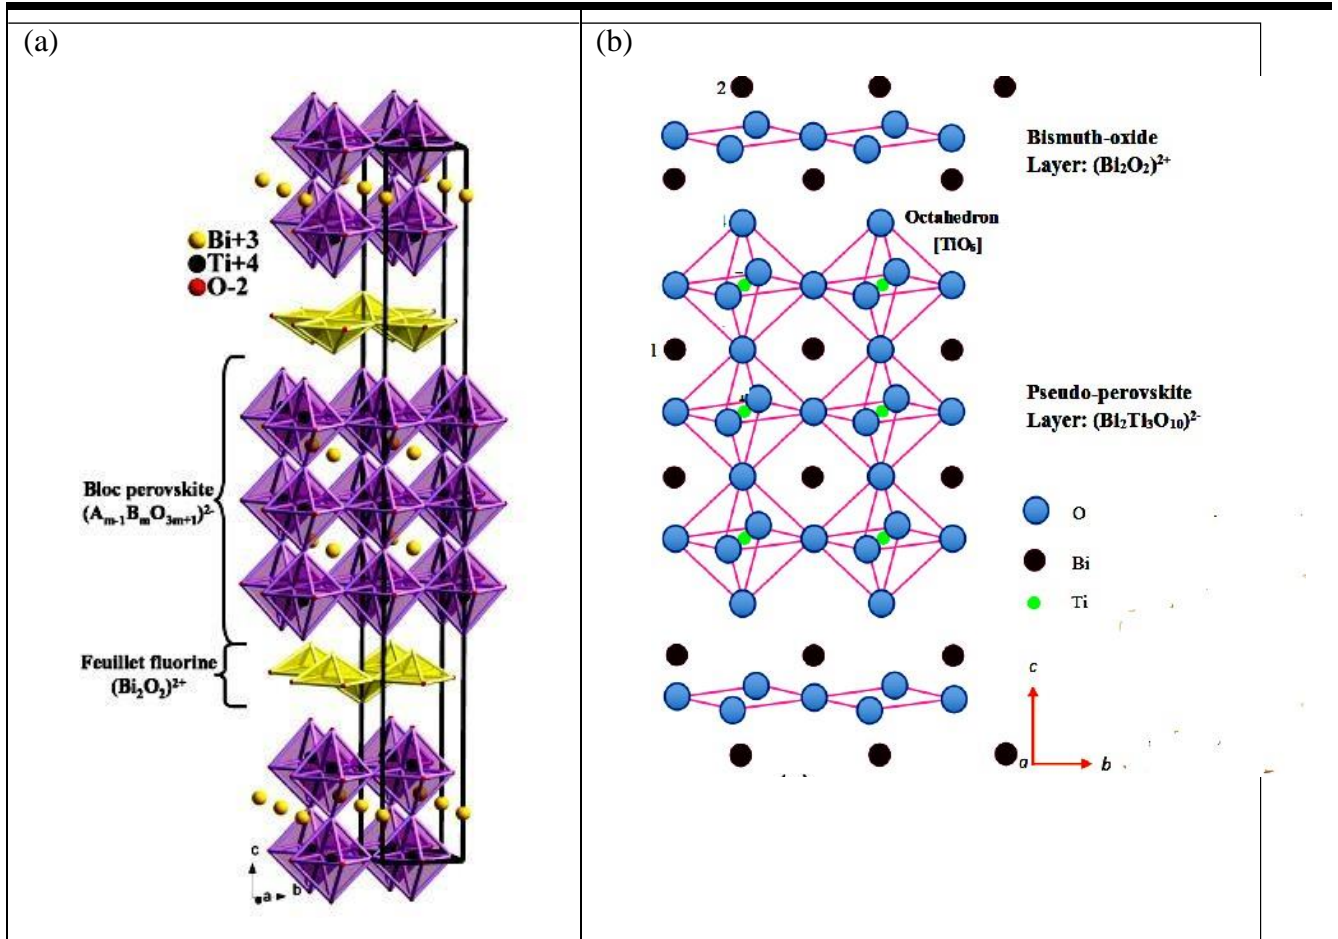 (a)
Bi+3
Ti+4
O-2
Bloc perovskite
(Aₘ₋₁BₘO₃ₘ₊₁)²⁻
Feuillet fluorine
(Bi₂O₂)²⁺
c
a
b
(b)
2
Bismuth-oxide
Layer: (Bi₂O₂)²⁺
Octahedron
[TiO₆]
1
Pseudo-perovskite
Layer: (Bi₂Ti₃O₁₀)²⁻
O
Bi
Ti
c
a
b